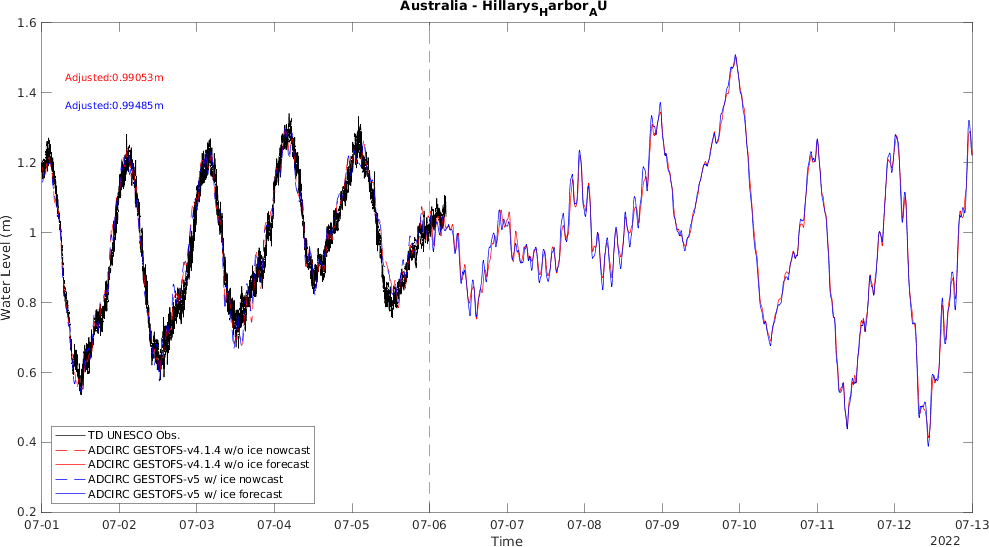 Australia - HillarysHarborAU
1.6
1.4
1.2
1
0.8
0.6
0.4
0.2
Water Level (m)
Adjusted:0.99053m
Adjusted:0.99485m
TD UNESCO Obs.
ADCIRC GESTOFS-v4.1.4 w/o ice nowcast
ADCIRC GESTOFS-v4.1.4 w/o ice forecast
ADCIRC GESTOFS-v5 w/ ice nowcast
ADCIRC GESTOFS-v5 w/ ice forecast
07-01 07-02 07-03 07-04 07-05 07-06 07-07 07-08 07-09 07-10 07-11 07-12 07-13
Time
2022